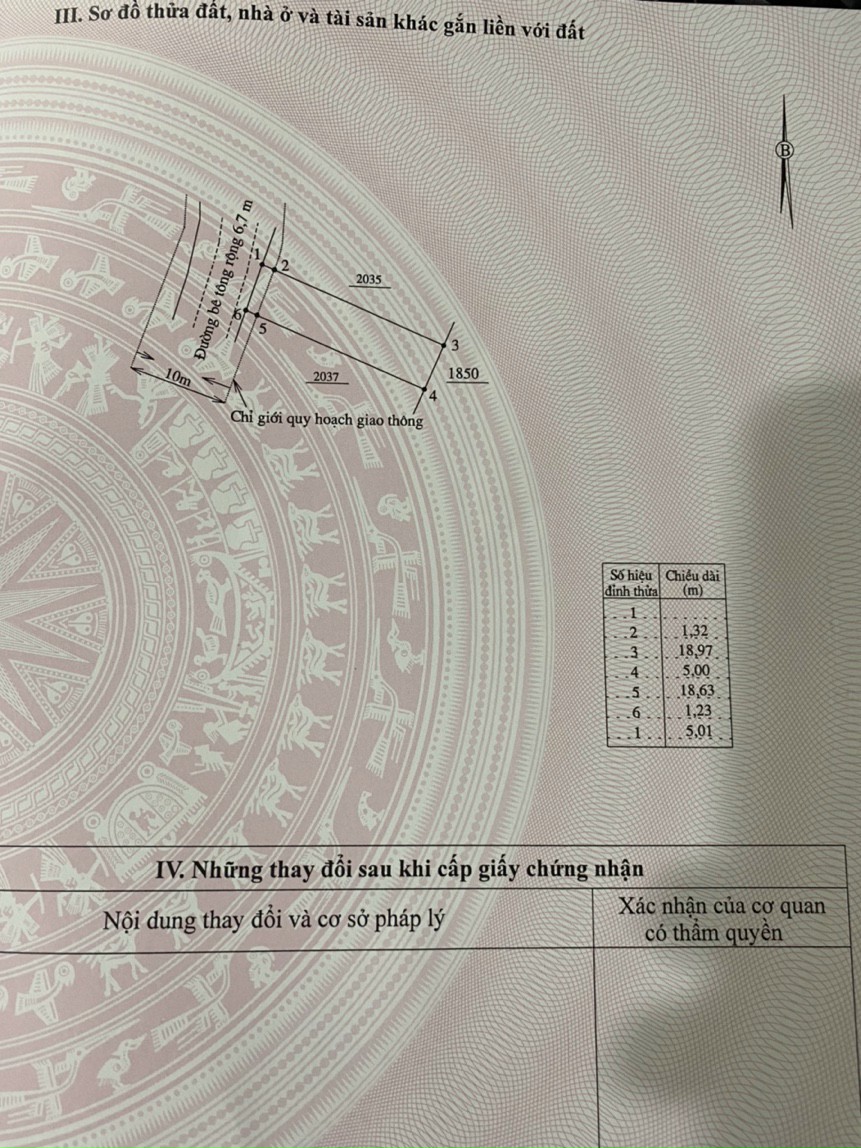 III. Sơ đồ thửa đất, nhà ở và tài sản khác gắn liền với đất
B
Đường bê tông rộng 6,7 m
1
2
2035
6
5
3
10m
2037
1850
4
Chỉ giới quy hoạch giao thông
Số hiệu đỉnh thửa Chiều dài (m)
1
2 1,32
3 18,97
4 5,00
5 18,63
6 1,23
1 5,01
IV. Những thay đổi sau khi cấp giấy chứng nhận
Nội dung thay đổi và cơ sở pháp lý
Xác nhận của cơ quan
có thẩm quyền